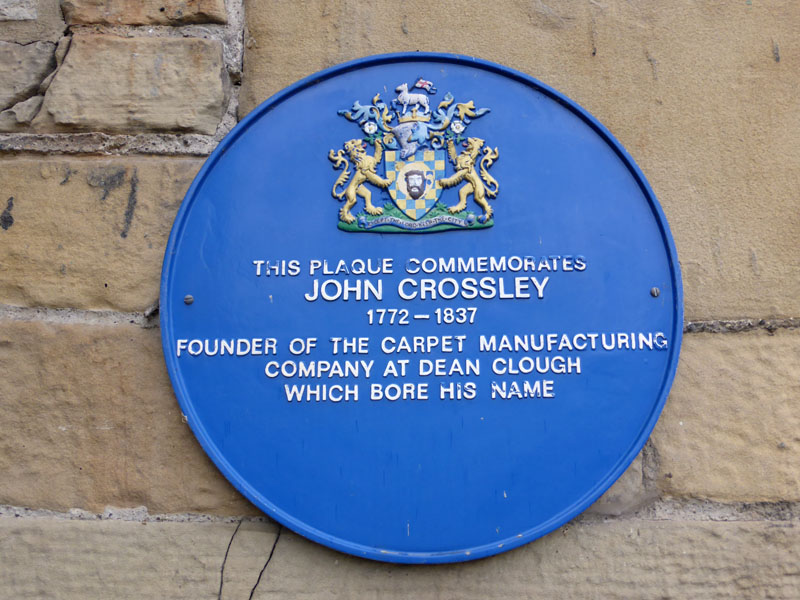 THIS PLAQUE COMMEMORATES
JOHN CROSSLEY
1772 – 1837
FOUNDER OF THE CARPET MANUFACTURING
COMPANY AT DEAN CLOUGH
WHICH BORE HIS NAME